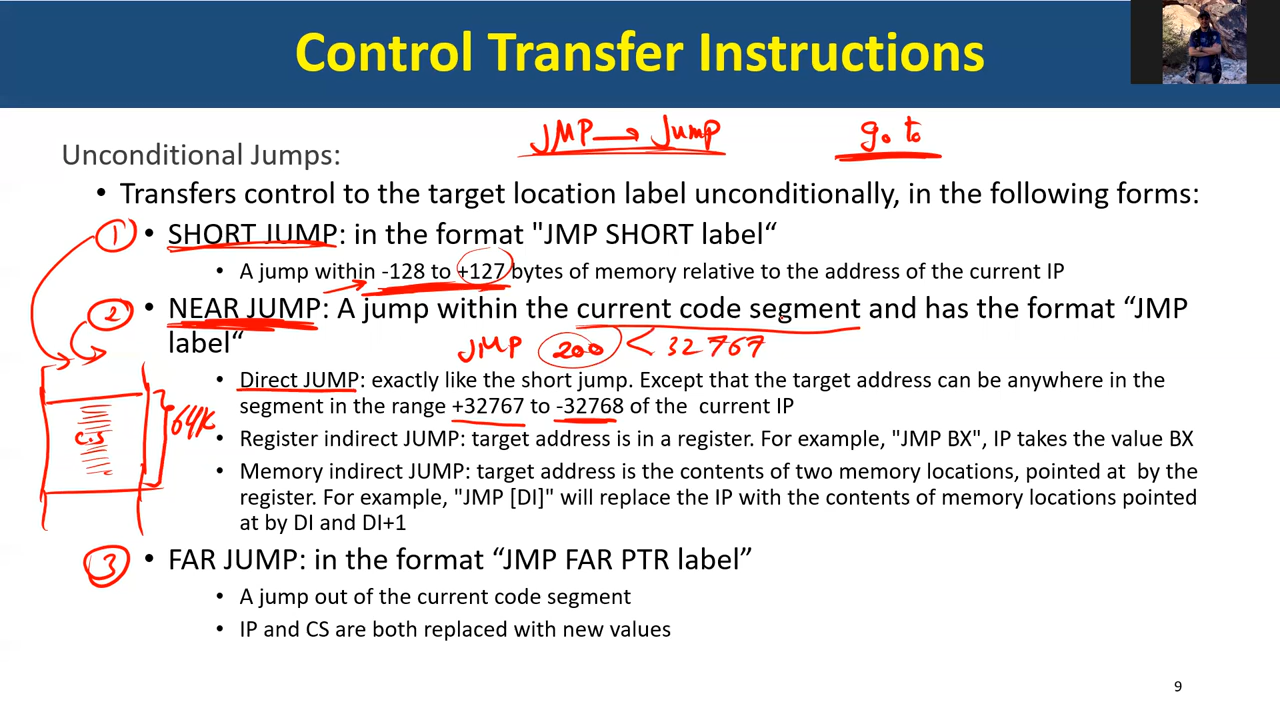 Control Transfer Instructions
JMP → Jump
go to
Unconditional Jumps:
• Transfers control to the target location label unconditionally, in the following forms:
1
• SHORT JUMP: in the format "JMP SHORT label“
• A jump within -128 to +127 bytes of memory relative to the address of the current IP
2
• NEAR JUMP: A jump within the current code segment and has the format “JMP
label“
JMP 200 < 32767
• Direct JUMP: exactly like the short jump. Except that the target address can be anywhere in the
segment in the range +32767 to -32768 of the current IP
64K
C.S
• Register indirect JUMP: target address is in a register. For example, "JMP BX", IP takes the value BX
• Memory indirect JUMP: target address is the contents of two memory locations, pointed at by the
register. For example, "JMP [DI]" will replace the IP with the contents of memory locations pointed
at by DI and DI+1
3
• FAR JUMP: in the format “JMP FAR PTR label”
• A jump out of the current code segment
• IP and CS are both replaced with new values
9